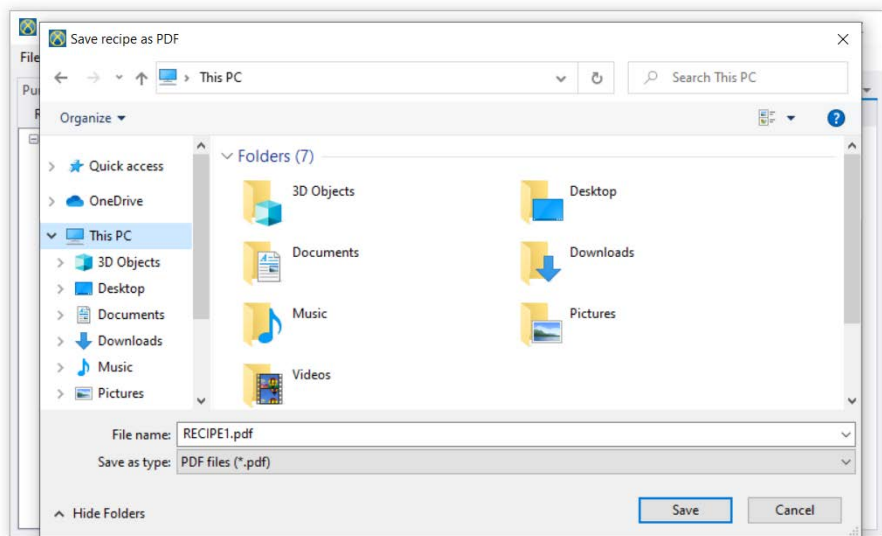 Save recipe as PDF
File
This PC
Search This PC
Pu
Organize
Quick access
OneDrive
This PC
3D Objects
Desktop
Documents
Downloads
Music
Pictures
Folders (7)
3D Objects
Desktop
Documents
Downloads
Music
Pictures
Videos
File name: RECIPE1.pdf
Save as type: PDF files (*.pdf)
Hide Folders
Save
Cancel